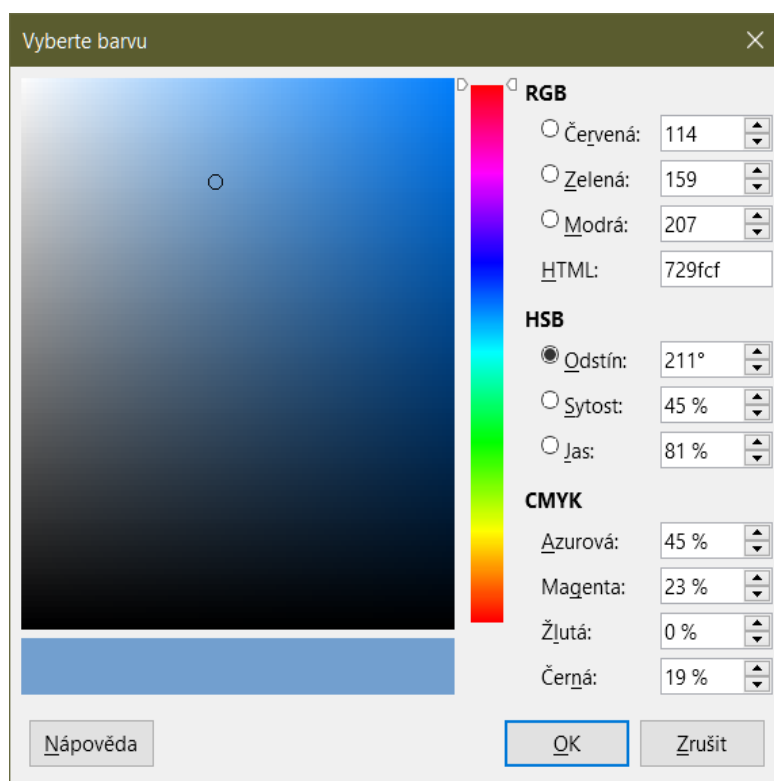 Vyberte barvu
RGB
Červená: 114
Zelená: 159
Modrá: 207
HTML: 729fcf
HSB
Odstín: 211°
Sytost: 45 %
Jas: 81 %
CMYK
Azurová: 45 %
Magenta: 23 %
Žlutá: 0 %
Černá: 19 %
Nápověda OK Zrušit